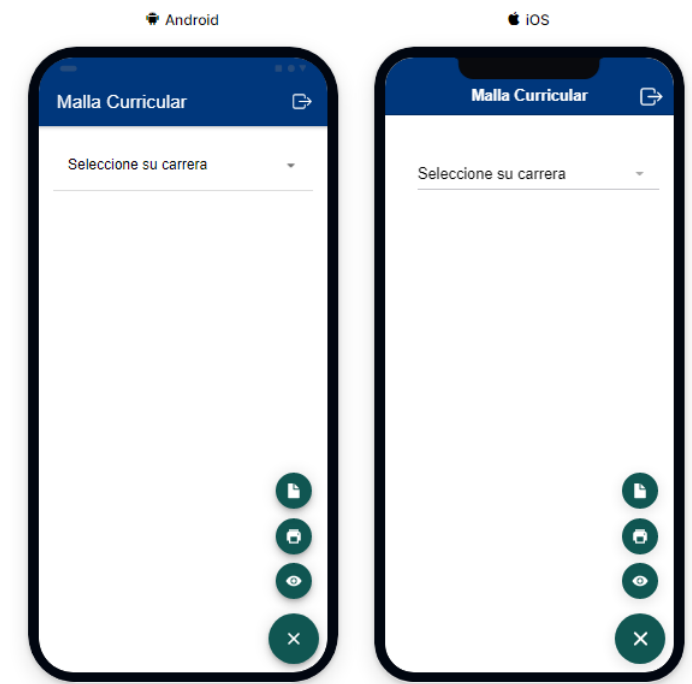 Android
iOS
Malla Curricular
Malla Curricular
Seleccione su carrera
Seleccione su carrera